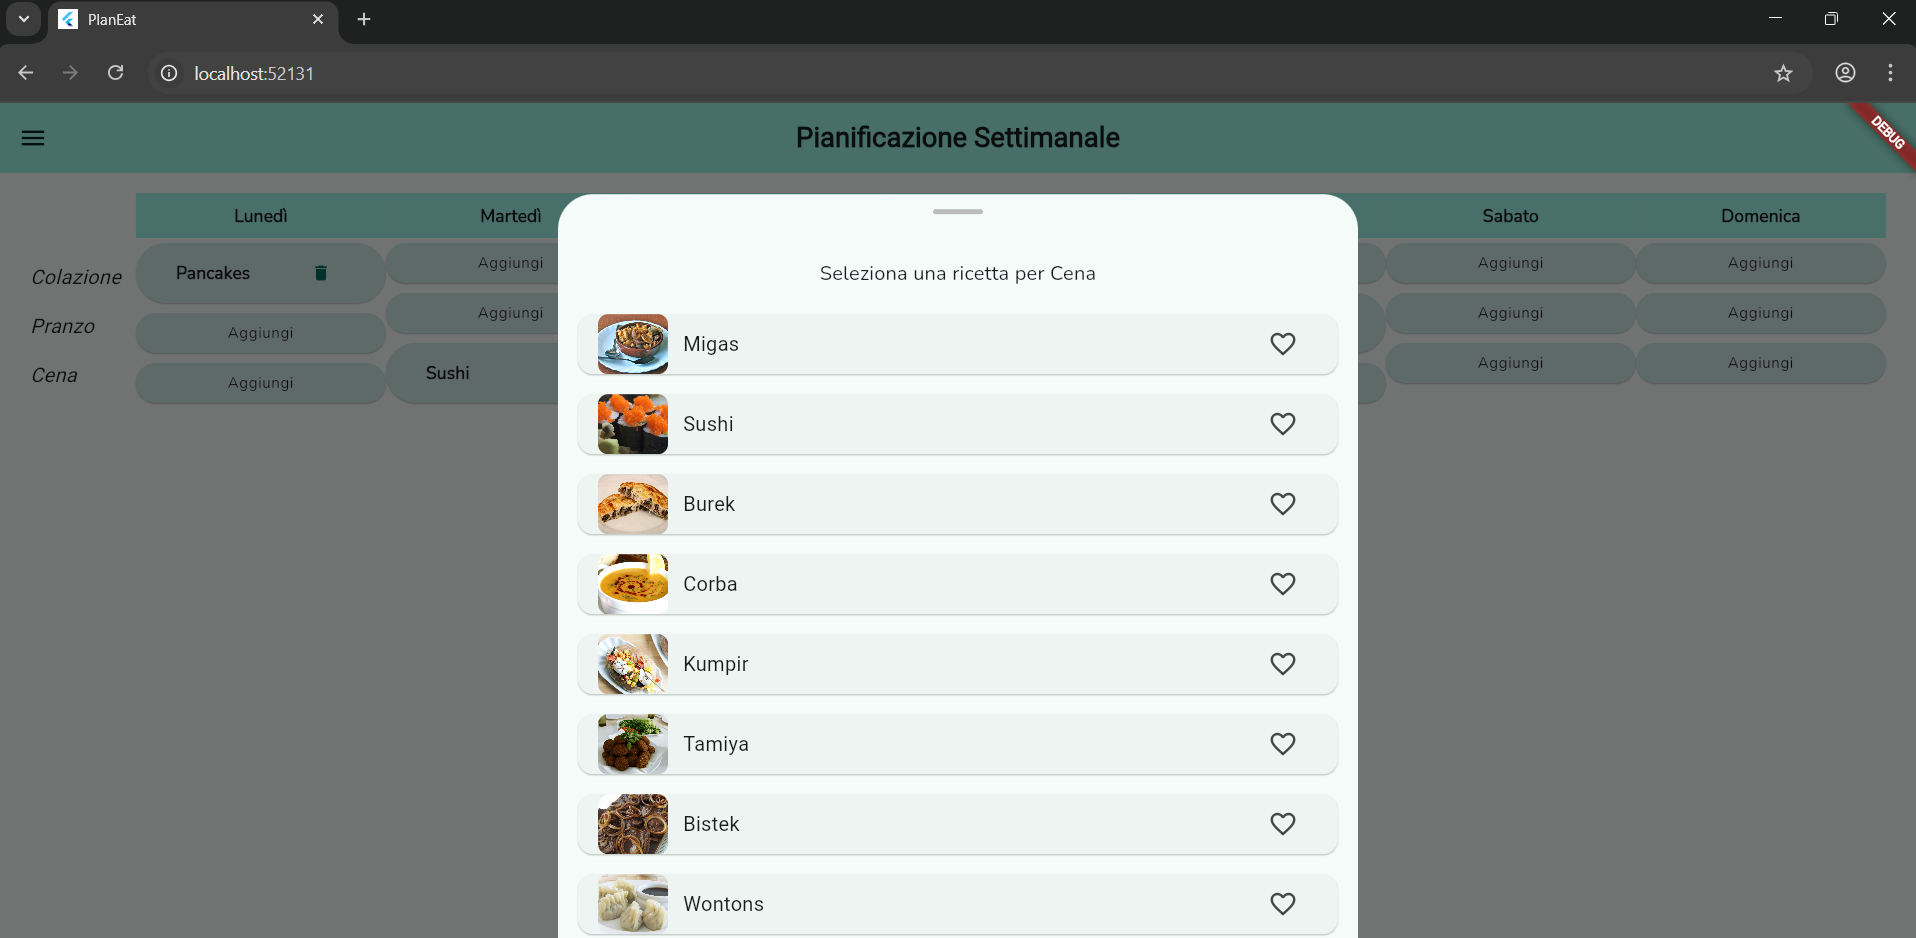 PlanEat
localhost:52131
Pianificazione Settimanale
DEBUG
Lunedì
Martedì
Sabato
Domenica
Colazione
Pranzo
Cena
Pancakes
Aggiungi
Aggiungi
Aggiungi
Aggiungi
Sushi
Aggiungi
Aggiungi
Aggiungi
Aggiungi
Aggiungi
Aggiungi
Seleziona una ricetta per Cena
Migas
Sushi
Burek
Corba
Kumpir
Tamiya
Bistek
Wontons